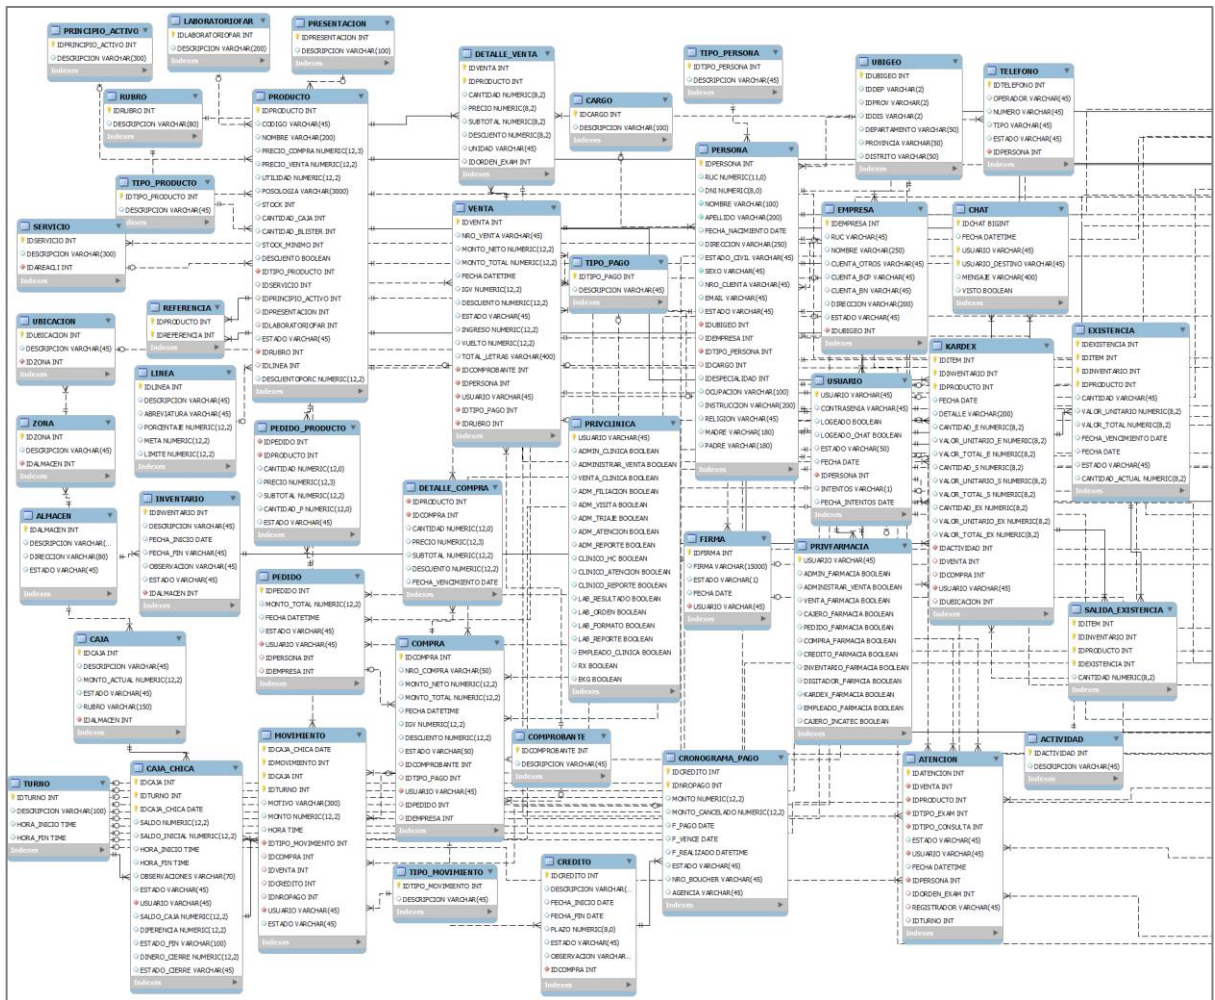 PRINCIPIO_ACTIVO
IDPRINCIPIO_ACTIVO INT
DESCRIPCION VARCHAR(300)
Indexes
LABORATORIOFAR
IDLABORATORIOFAR INT
DESCRIPCION VARCHAR(200)
Indexes
PRESENTACION
IDPRESENTACION INT
DESCRIPCION VARCHAR(100)
Indexes
RUBRO
IDRUBRO INT
DESCRIPCION VARCHAR(80)
Indexes
TIPO_PRODUCTO
IDTIPO_PRODUCTO INT
DESCRIPCION VARCHAR(45)
Indexes
SERVICIO
IDSERVICIO INT
DESCRIPCION VARCHAR(300)
IDAREACLI INT
Indexes
REFERENCIA
IDPRODUCTO INT
IDREFERENCIA INT
Indexes
UBICACION
IDUBICACION INT
DESCRIPCION VARCHAR(45)
IDZONA INT
Indexes
LINEA
IDLINEA INT
DESCRIPCION VARCHAR(45)
ABREVIATURA VARCHAR(45)
PORCENTAJE NUMERIC(12,2)
META NUMERIC(12,2)
LIMITE NUMERIC(12,2)
Indexes
ZONA
IDZONA INT
DESCRIPCION VARCHAR(45)
IDALMACEN INT
Indexes
INVENTARIO
IDINVENTARIO INT
DESCRIPCION VARCHAR(45)
FECHA_INICIO DATE
FECHA_FIN VARCHAR(45)
OBSERVACION VARCHAR(45)
ESTADO VARCHAR(45)
IDALMACEN INT
Indexes
ALMACEN
IDALMACEN INT
DESCRIPCION VARCHAR(...
DIRECCION VARCHAR(80)
ESTADO VARCHAR(45)
Indexes
CAJA
IDCAJA INT
DESCRIPCION VARCHAR(45)
MONTO_ACTUAL NUMERIC(12,2)
ESTADO VARCHAR(45)
RUBRO VARCHAR(150)
IDALMACEN INT
Indexes
TURNO
IDTURNO INT
DESCRIPCION VARCHAR(100)
HORA_INICIO TIME
HORA_FIN TIME
Indexes
CAJA_CHICA
IDCAJA INT
IDTURNO INT
IDCAJA_CHICA DATE
SALDO NUMERIC(12,2)
SALDO_INICIAL NUMERIC(12,2)
HORA_INICIO TIME
HORA_FIN TIME
OBSERVACIONES VARCHAR(70)
ESTADO VARCHAR(45)
USUARIO VARCHAR(45)
SALDO_CAJA NUMERIC(12,2)
DIFERENCIA NUMERIC(12,2)
ESTADO_FIN VARCHAR(100)
DINERO_CIERRE NUMERIC(12,2)
ESTADO_CIERRE VARCHAR(45)
Indexes
PRODUCTO
IDPRODUCTO INT
CODIGO VARCHAR(45)
NOMBRE VARCHAR(200)
PRECIO_COMPRA NUMERIC(12,3)
PRECIO_VENTA NUMERIC(12,2)
UTILIDAD NUMERIC(12,2)
POSOLOGIA VARCHAR(3000)
STOCK INT
CANTIDAD_CAJA INT
CANTIDAD_BLISTER INT
STOCK_MINIMO INT
DESCUENTO BOOLEAN
IDTIPO_PRODUCTO INT
IDSERVICIO INT
IDPRINCIPIO_ACTIVO INT
IDPRESENTACION INT
IDLABORATORIOFAR INT
ESTADO VARCHAR(45)
IDRUBRO INT
IDLINEA INT
DESCUENTOPORC NUMERIC(12,2)
Indexes
PEDIDO_PRODUCTO
IDPEDIDO INT
IDPRODUCTO INT
CANTIDAD NUMERIC(12,0)
PRECIO NUMERIC(12,3)
SUBTOTAL NUMERIC(12,2)
CANTIDAD_P NUMERIC(12,0)
ESTADO VARCHAR(45)
Indexes
PEDIDO
IDPEDIDO INT
MONTO_TOTAL NUMERIC(12,2)
FECHA DATETIME
ESTADO VARCHAR(45)
USUARIO VARCHAR(45)
IDPERSONA INT
IDEMPRESA INT
Indexes
MOVIMIENTO
IDCAJA_CHICA DATE
IDMOVIMIENTO INT
IDCAJA INT
IDTURNO INT
MOTIVO VARCHAR(300)
MONTO NUMERIC(12,2)
HORA TIME
IDTIPO_MOVIMIENTO INT
IDCOMPRA INT
IDVENTA INT
IDCREDITO INT
IDNROPAGO INT
USUARIO VARCHAR(45)
ESTADO VARCHAR(45)
Indexes
DETALLE_VENTA
IDVENTA INT
IDPRODUCTO INT
CANTIDAD NUMERIC(8,2)
PRECIO NUMERIC(8,2)
SUBTOTAL NUMERIC(8,2)
DESCUENTO NUMERIC(8,2)
UNIDAD VARCHAR(45)
IDORDEN_EXAM INT
Indexes
VENTA
IDVENTA INT
NRO_VENTA VARCHAR(45)
MONTO_NETO NUMERIC(12,2)
MONTO_TOTAL NUMERIC(12,2)
FECHA DATETIME
IGV NUMERIC(12,2)
DESCUENTO NUMERIC(12,2)
ESTADO VARCHAR(45)
INGRESO NUMERIC(12,2)
VUELTO NUMERIC(12,2)
TOTAL_LETRAS VARCHAR(400)
IDCOMPROBANTE INT
IDPERSONA INT
USUARIO VARCHAR(45)
IDTIPO_PAGO INT
IDRUBRO INT
Indexes
DETALLE_COMPRA
IDPRODUCTO INT
IDCOMPRA INT
CANTIDAD NUMERIC(12,0)
PRECIO NUMERIC(12,3)
SUBTOTAL NUMERIC(12,2)
DESCUENTO NUMERIC(12,2)
FECHA_VENCIMIENTO DATE
Indexes
COMPRA
IDCOMPRA INT
NRO_COMPRA VARCHAR(50)
MONTO_NETO NUMERIC(12,2)
MONTO_TOTAL NUMERIC(12,2)
FECHA DATETIME
IGV NUMERIC(12,2)
DESCUENTO NUMERIC(12,2)
ESTADO VARCHAR(50)
IDCOMPROBANTE INT
IDTIPO_PAGO INT
USUARIO VARCHAR(45)
IDPEDIDO INT
IDEMPRESA INT
Indexes
TIPO_MOVIMIENTO
IDTIPO_MOVIMIENTO INT
DESCRIPCION VARCHAR(45)
Indexes
CARGO
IDCARGO INT
DESCRIPCION VARCHAR(100)
Indexes
TIPO_PAGO
IDTIPO_PAGO INT
DESCRIPCION VARCHAR(45)
Indexes
PRIVCLINICA
USUARIO VARCHAR(45)
ADMIN_CLINICA BOOLEAN
ADMINISTRAR_VENTA BOOLEAN
VENTA_CLINICA BOOLEAN
ADM_FILIACION BOOLEAN
ADM_VISITA BOOLEAN
ADM_TRIAJE BOOLEAN
ADM_ATENCION BOOLEAN
ADM_REPORTE BOOLEAN
CLINICO_HC BOOLEAN
CLINICO_ATENCION BOOLEAN
CLINICO_REPORTE BOOLEAN
LAB_RESULTADO BOOLEAN
LAB_ORDEN BOOLEAN
LAB_FORMATO BOOLEAN
LAB_REPORTE BOOLEAN
EMPLEADO_CLINICA BOOLEAN
RX BOOLEAN
EKG BOOLEAN
Indexes
COMPROBANTE
IDCOMPROBANTE INT
DESCRIPCION VARCHAR(45)
Indexes
CREDITO
IDCREDITO INT
DESCRIPCION VARCHAR(...
FECHA_INICIO DATE
FECHA_FIN DATE
PLAZO NUMERIC(8,0)
ESTADO VARCHAR(45)
OBSERVACION VARCHAR...
IDCOMPRA INT
Indexes
TIPO_PERSONA
IDTIPO_PERSONA INT
DESCRIPCION VARCHAR(45)
Indexes
PERSONA
IDPERSONA INT
RUC NUMERIC(11,0)
DNI NUMERIC(8,0)
NOMBRE VARCHAR(100)
APELLIDO VARCHAR(200)
FECHA_NACIMIENTO DATE
DIRECCION VARCHAR(250)
ESTADO_CIVIL VARCHAR(45)
SEXO VARCHAR(45)
NRO_CUENTA VARCHAR(45)
EMAIL VARCHAR(45)
ESTADO VARCHAR(45)
IDUBIGEO INT
IDEMPRESA INT
IDTIPO_PERSONA INT
IDCARGO INT
IDESPECIALIDAD INT
OCUPACION VARCHAR(100)
INSTRUCCION VARCHAR(200)
RELIGION VARCHAR(45)
MADRE VARCHAR(180)
PADRE VARCHAR(180)
Indexes
FIRMA
IDFIRMA INT
FIRMA VARCHAR(15000)
ESTADO VARCHAR(1)
FECHA DATE
USUARIO VARCHAR(45)
Indexes
CRONOGRAMA_PAGO
IDCREDITO INT
IDNROPAGO INT
MONTO NUMERIC(12,2)
MONTO_CANCELADO NUMERIC(12,2)
F_PAGO DATE
F_VENCE DATE
F_REALIZADO DATETIME
ESTADO VARCHAR(45)
NRO_BOUCHER VARCHAR(45)
AGENCIA VARCHAR(45)
Indexes
UBIGEO
IDUBIGEO INT
IDDEP VARCHAR(2)
IDPROV VARCHAR(2)
IDDIS VARCHAR(2)
DEPARTAMENTO VARCHAR(50)
PROVINCIA VARCHAR(50)
DISTRITO VARCHAR(50)
Indexes
TELEFONO
IDTELEFONO INT
OPERADOR VARCHAR(45)
NUMERO VARCHAR(45)
TIPO VARCHAR(45)
ESTADO VARCHAR(45)
IDPERSONA INT
Indexes
EMPRESA
IDEMPRESA INT
RUC VARCHAR(45)
NOMBRE VARCHAR(250)
CUENTA_OTROS VARCHAR(45)
CUENTA_BCP VARCHAR(45)
CUENTA_BN VARCHAR(45)
DIRECCION VARCHAR(200)
ESTADO VARCHAR(45)
IDUBIGEO INT
Indexes
CHAT
IDCHAT BIGINT
FECHA DATETIME
USUARIO VARCHAR(45)
USUARIO_DESTINO VARCHAR(45)
MENSAJE VARCHAR(400)
VISTO BOOLEAN
Indexes
USUARIO
USUARIO VARCHAR(45)
CONTRASENIA VARCHAR(45)
LOGEADO BOOLEAN
LOGEADO_CHAT BOOLEAN
ESTADO VARCHAR(50)
FECHA DATE
IDPERSONA INT
INTENTOS VARCHAR(1)
FECHA_INTENTOS DATE
Indexes
PRIVFARMACIA
USUARIO VARCHAR(45)
ADMIN_FARMACIA BOOLEAN
ADMINISTRAR_VENTA BOOLEAN
VENTA_FARMACIA BOOLEAN
CAJERO_FARMACIA BOOLEAN
PEDIDO_FARMACIA BOOLEAN
COMPRA_FARMACIA BOOLEAN
CREDITO_FARMACIA BOOLEAN
INVENTARIO_FARMACIA BOOLEAN
DIGITADOR_FARMCIA BOOLEAN
KARDEX_FARMACIA BOOLEAN
EMPLEADO_FARMACIA BOOLEAN
CAJERO_INCATEC BOOLEAN
Indexes
KARDEX
IDITEM INT
IDINVENTARIO INT
IDPRODUCTO INT
FECHA DATE
DETALLE VARCHAR(200)
CANTIDAD_E NUMERIC(8,2)
VALOR_UNITARIO_E NUMERIC(8,2)
VALOR_TOTAL_E NUMERIC(8,2)
CANTIDAD_S NUMERIC(8,2)
VALOR_UNITARIO_S NUMERIC(8,2)
VALOR_TOTAL_S NUMERIC(8,2)
CANTIDAD_EX NUMERIC(8,2)
VALOR_UNITARIO_EX NUMERIC(8,2)
VALOR_TOTAL_EX NUMERIC(8,2)
IDACTIVIDAD INT
IDVENTA INT
IDCOMPRA INT
USUARIO VARCHAR(45)
IDUBICACION INT
Indexes
EXISTENCIA
IDEXISTENCIA INT
IDITEM INT
IDINVENTARIO INT
IDPRODUCTO INT
CANTIDAD VARCHAR(45)
VALOR_UNITARIO NUMERIC(8,2)
VALOR_TOTAL NUMERIC(8,2)
FECHA_VENCIMIENTO DATE
FECHA DATE
ESTADO VARCHAR(45)
CANTIDAD_ACTUAL NUMERIC(8,2)
Indexes
SALIDA_EXISTENCIA
IDITEM INT
IDINVENTARIO INT
IDPRODUCTO INT
IDEXISTENCIA INT
CANTIDAD NUMERIC(8,2)
Indexes
ACTIVIDAD
IDACTIVIDAD INT
DESCRIPCION VARCHAR(45)
Indexes
ATENCION
IDATENCION INT
IDVENTA INT
IDPRODUCTO INT
IDTIPO_EXAM INT
IDTIPO_CONSULTA INT
ESTADO VARCHAR(45)
USUARIO VARCHAR(45)
FECHA DATETIME
IDPERSONA INT
IDORDEN_EXAM INT
REGISTRADOR VARCHAR(45)
IDTURNO INT
Indexes